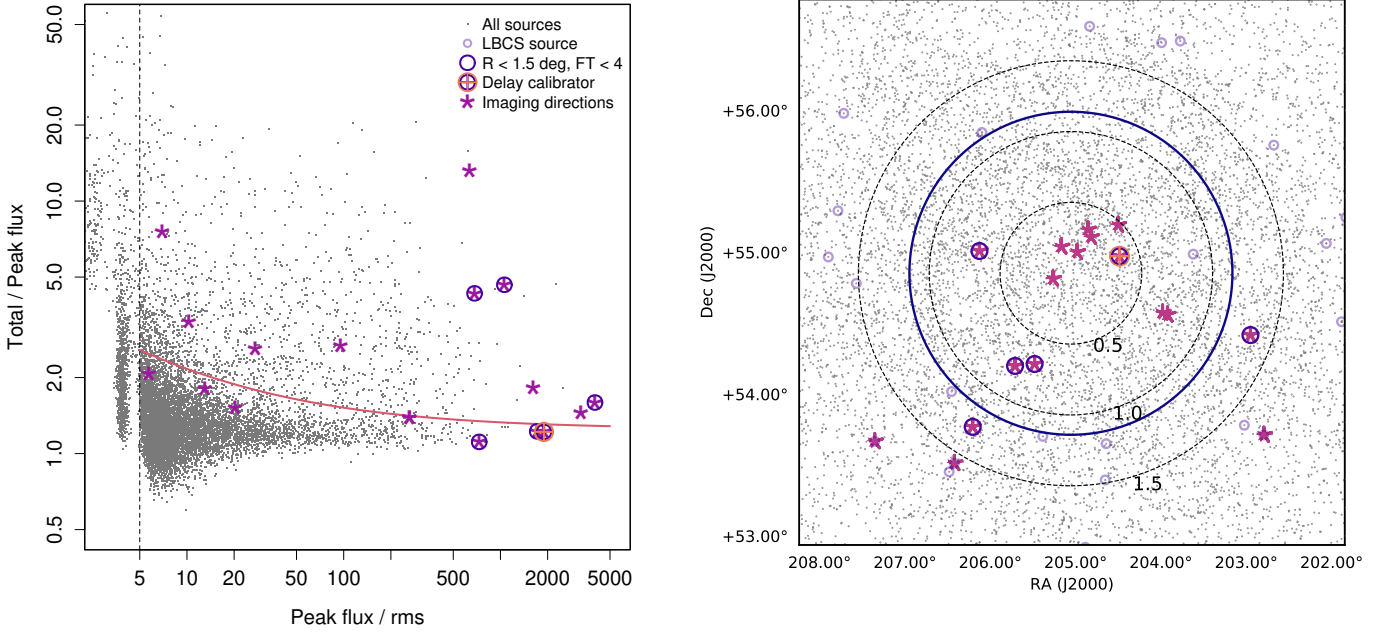 All sources
LBCS source
R < 1.5 deg, FT < 4
Delay calibrator
Imaging directions
50.0
20.0
10.0
5.0
2.0
1.0
0.5
Total / Peak flux
5 10 20 50 100 500 2000 5000
Peak flux / rms
+56.00°
+55.00°
+54.00°
+53.00°
Dec (J2000)
0.5
1.0
1.5
208.00° 207.00° 206.00° 205.00° 204.00° 203.00° 202.00°
RA (J2000)